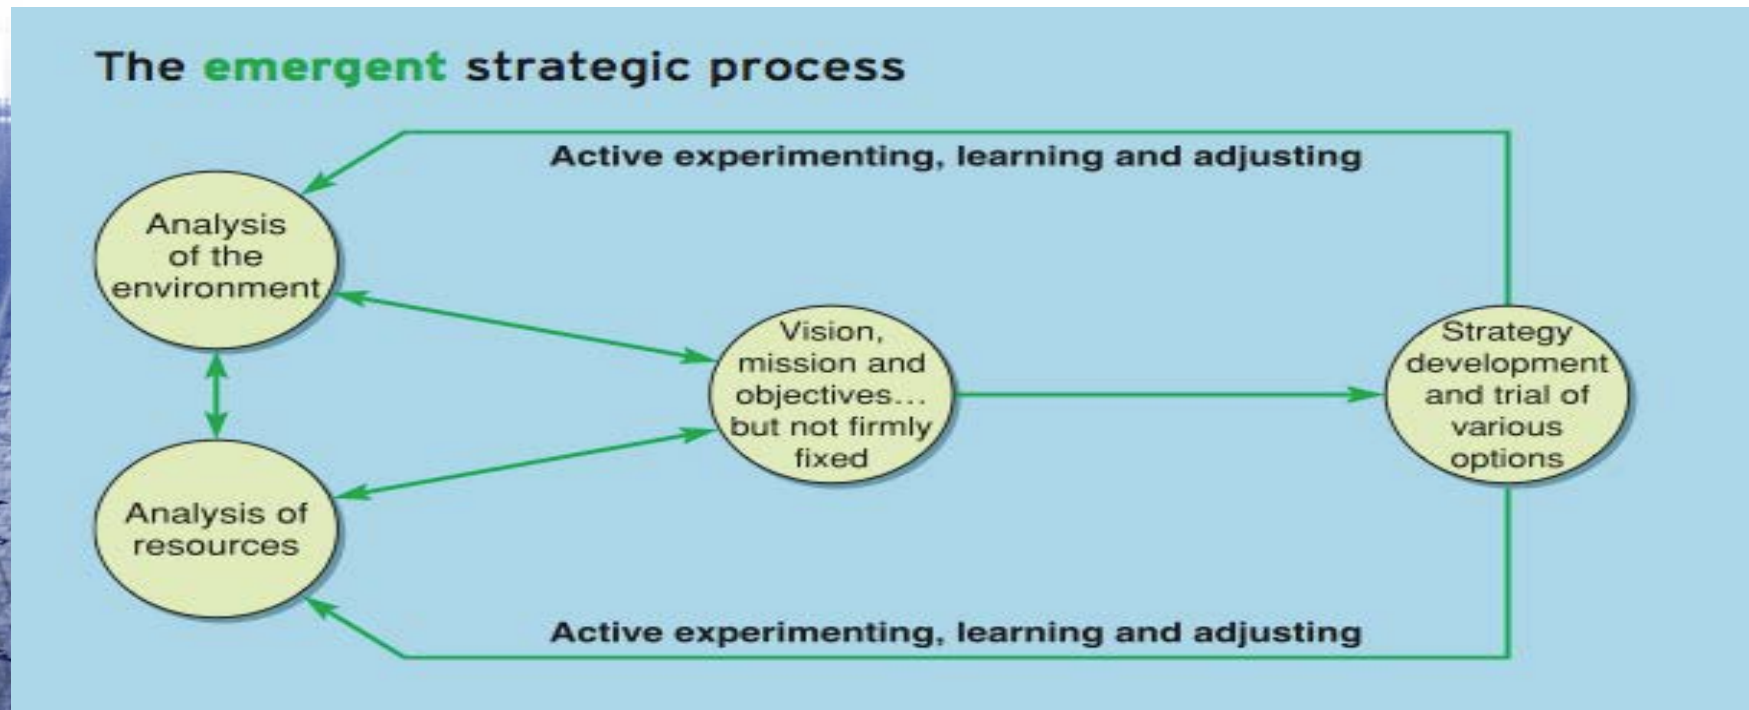 The emergent strategic process
Active experimenting, learning and adjusting
Analysis
of the
environment
Vision,
mission and
objectives...
but not firmly
fixed
Strategy
development
and trial of
various
options
Analysis of
resources
Active experimenting, learning and adjusting